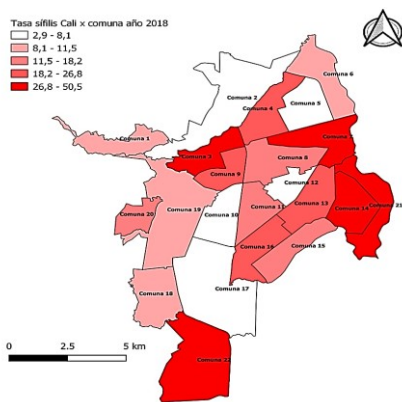 Tasa sífilis Cali x comuna año 2018
2,9 - 8,1
8,1 - 11,5
11,5 - 18,2
18,2 - 26,8
26,8 - 50,5
Comuna 6
Comuna 2
Comuna 4
Comuna 5
Comuna 1
Comuna
Comuna 3
Comuna 8
Comuna 9
Comuna 12
Comuna 20
Comuna 19
Comuna 10
Comuna 11
Comuna 13
Comuna 14
Comuna 21
Comuna 16
Comuna 15
Comuna 18
Comuna 17
Comuna 22
0 2.5 5 km